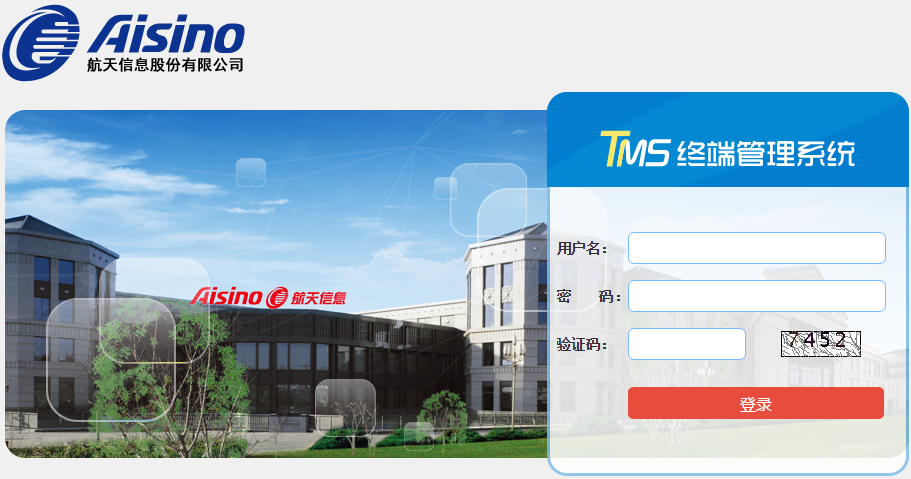 Aisino
航天信息股份有限公司
TMS 终端管理系统
Aisino 航天信息
用户名：
密 码：
验证码：
7452
登录